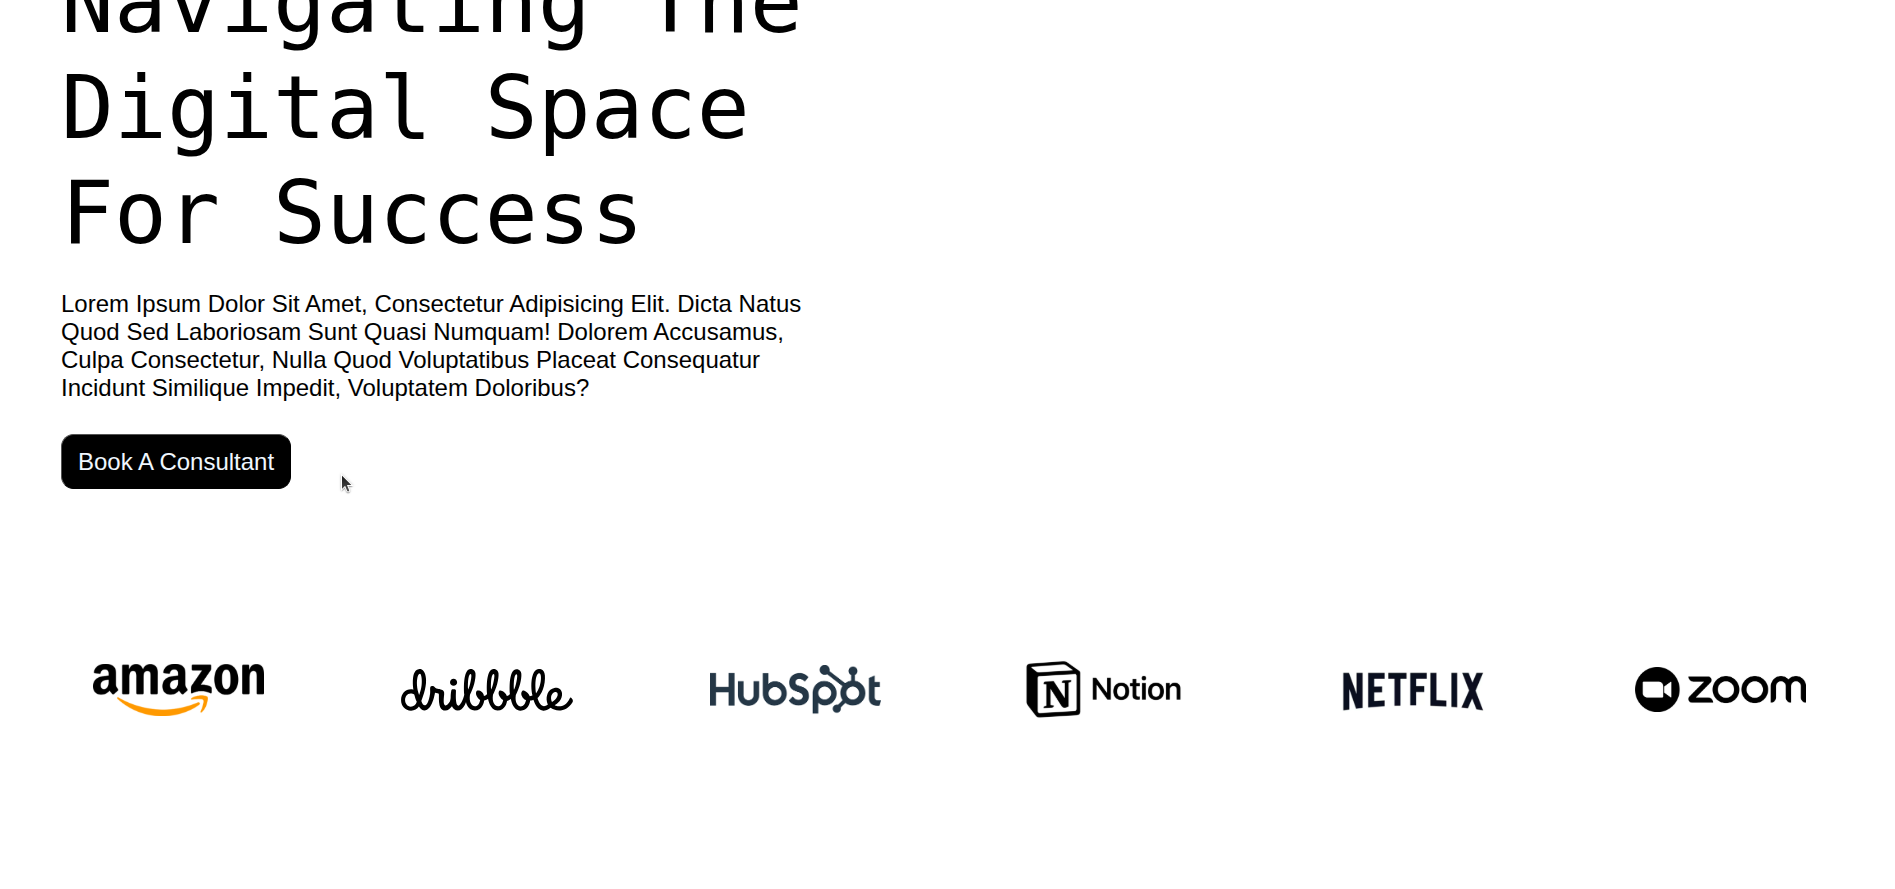 Navigating The
Digital Space
For Success
Lorem Ipsum Dolor Sit Amet, Consectetur Adipisicing Elit. Dicta Natus
Quod Sed Laboriosam Sunt Quasi Numquam! Dolorem Accusamus,
Culpa Consectetur, Nulla Quod Voluptatibus Placeat Consequatur
Incidunt Similique Impedit, Voluptatem Doloribus?
Book A Consultant
amazon dribbble HubSpot N Notion NETFLIX zoom